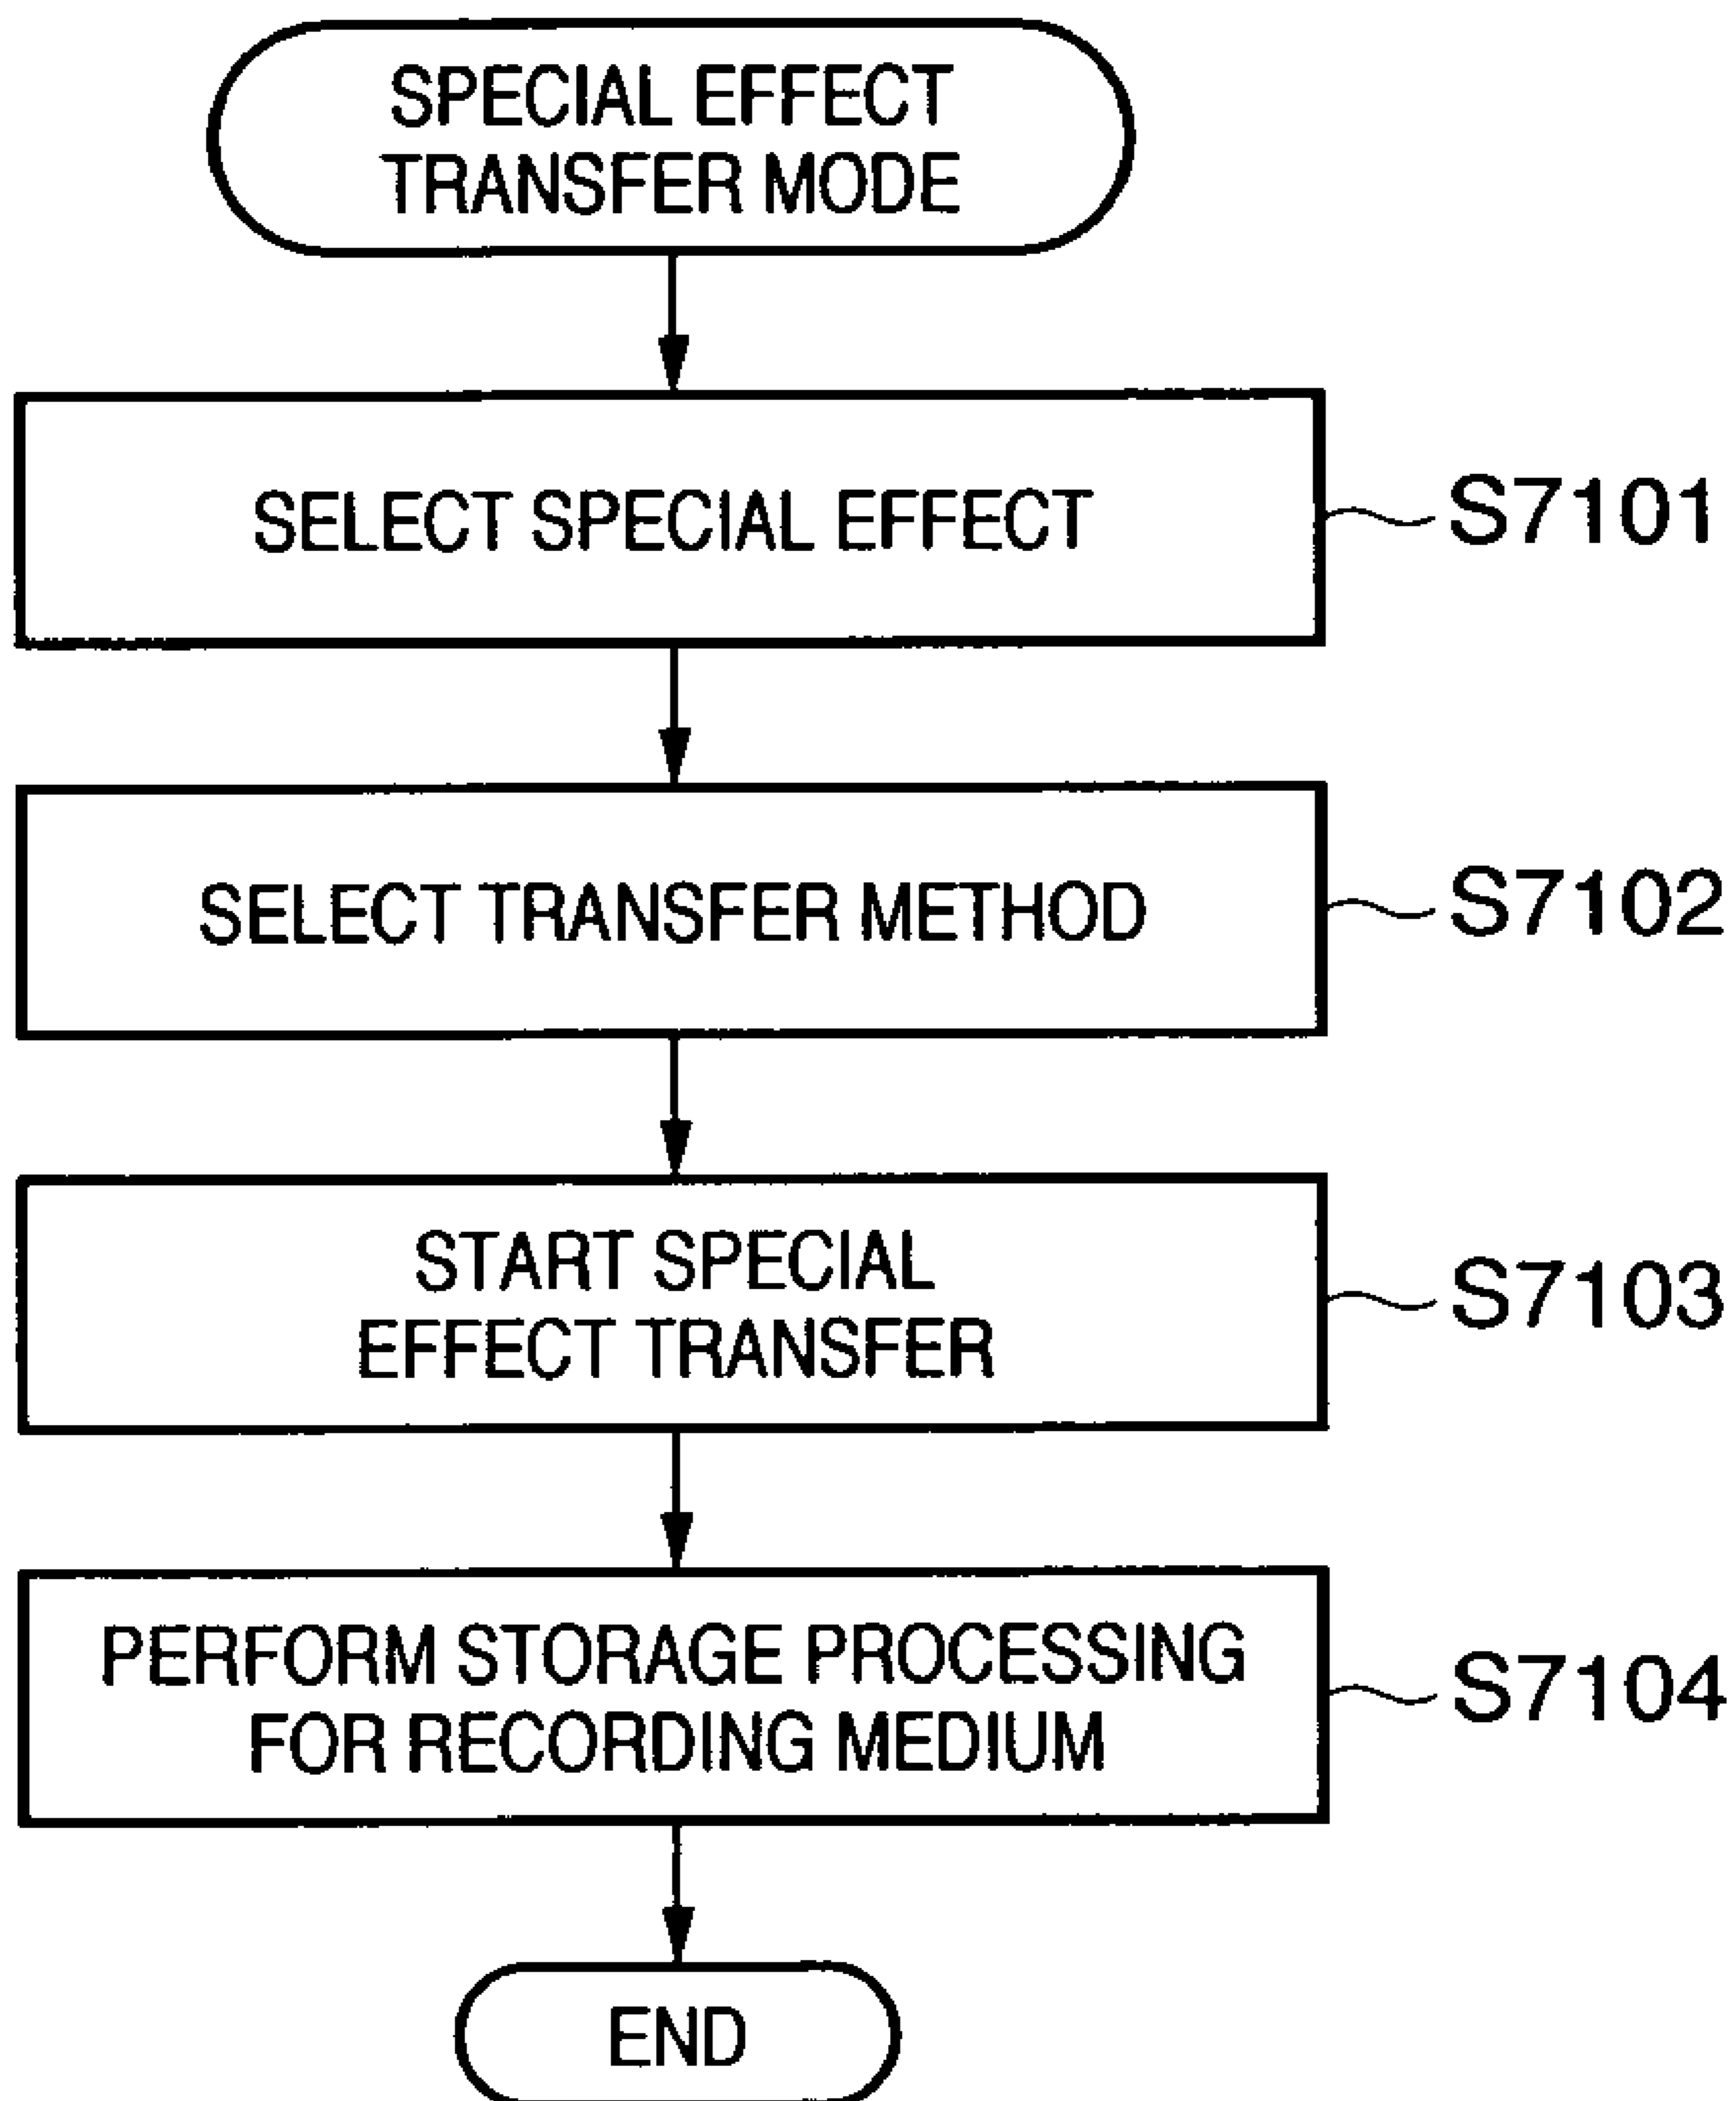 SPECIAL EFFECT
TRANSFER MODE
SELECT SPECIAL EFFECT
S7101
SELECT TRANSFER METHOD
S7102
START SPECIAL
EFFECT TRANSFER
S7103
PERFORM STORAGE PROCESSING
FOR RECORDING MEDIUM
S7104
END